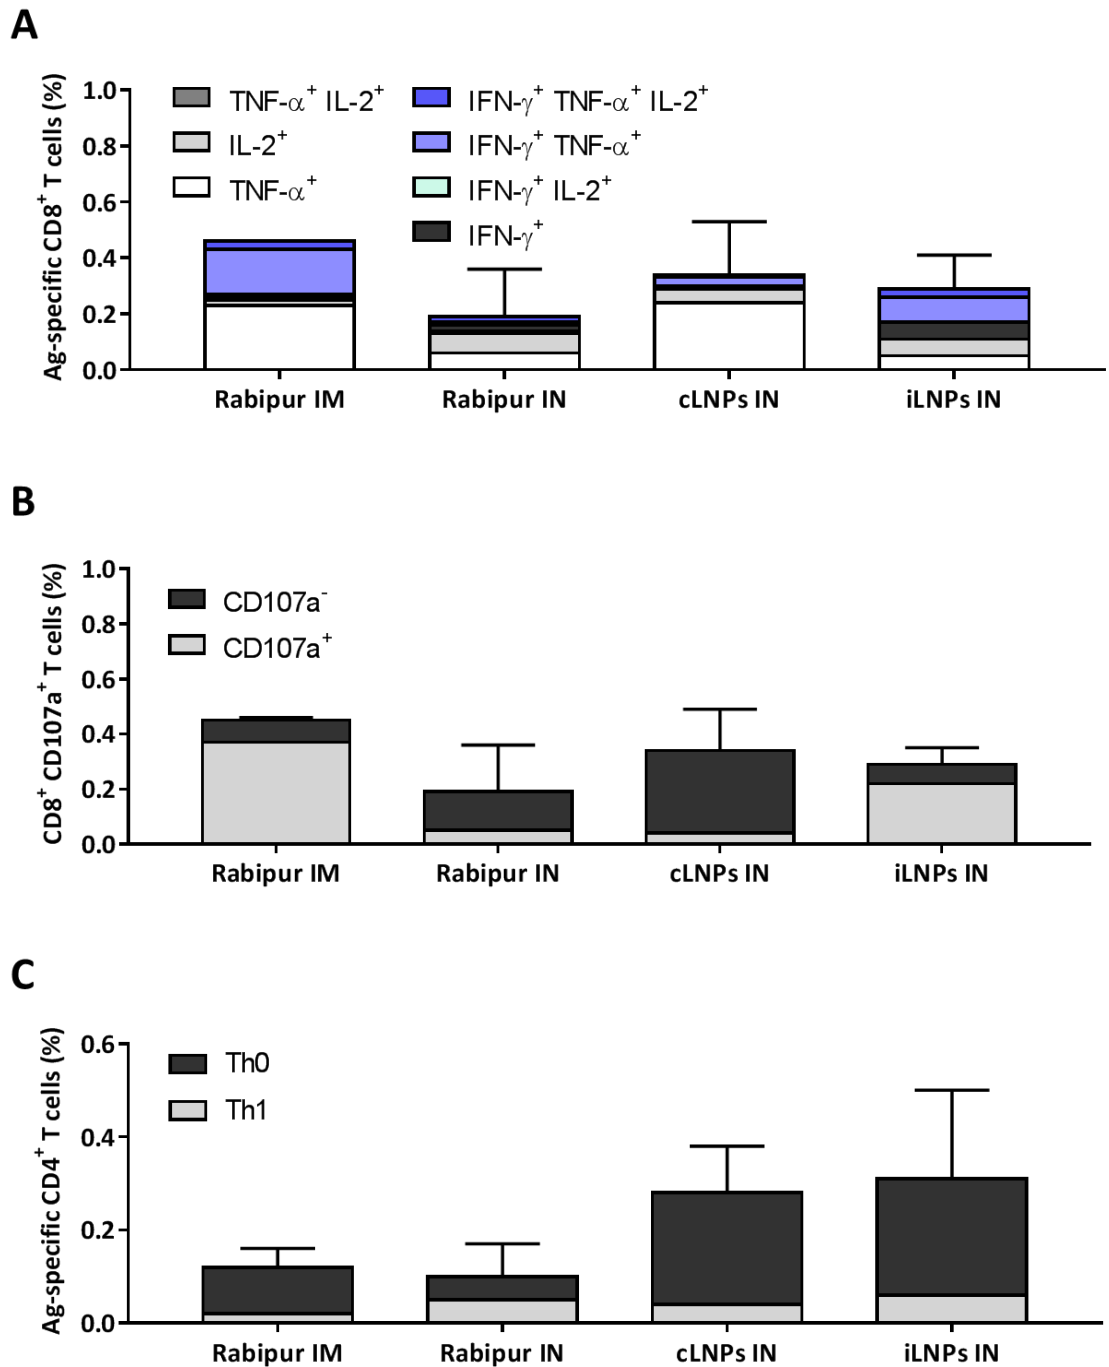 A
Ag-specific CD8⁺ T cells (%)
1.0
0.8
0.6
0.4
0.2
0.0
TNF-α⁺ IL-2⁺
IL-2⁺
TNF-α⁺
IFN-γ⁺ TNF-α⁺ IL-2⁺
IFN-γ⁺ TNF-α⁺
IFN-γ⁺ IL-2⁺
IFN-γ⁺
Rabipur IM
Rabipur IN
cLNPs IN
iLNPs IN
B
CD8⁺ CD107a⁺ T cells (%)
1.0
0.8
0.6
0.4
0.2
0.0
CD107a⁻
CD107a⁺
Rabipur IM
Rabipur IN
cLNPs IN
iLNPs IN
C
Ag-specific CD4⁺ T cells (%)
0.6
0.4
0.2
0.0
Th0
Th1
Rabipur IM
Rabipur IN
cLNPs IN
iLNPs IN